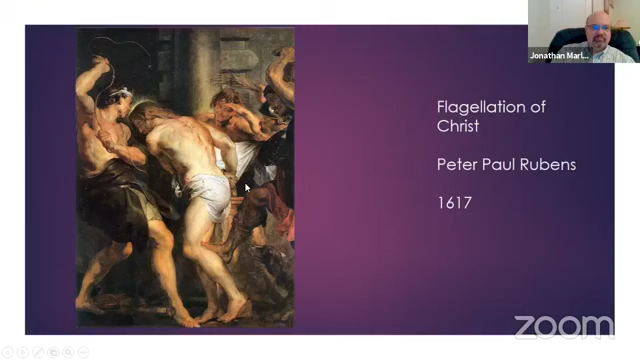 Jonathan Marl...
Flagellation of
Christ
Peter Paul Rubens
1617
zoom